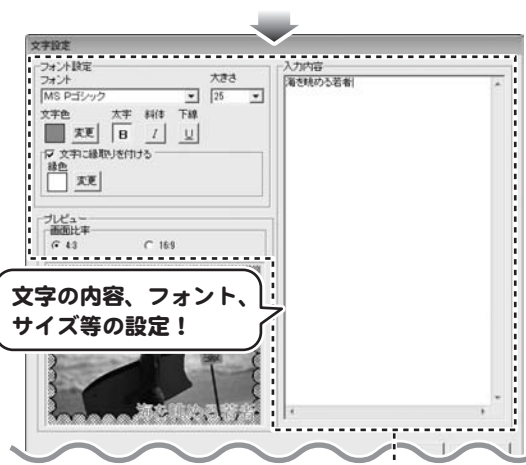 文字設定
フォント設定
フォント
大きさ
MS Pゴシック
25
文字色
太字
斜体
下線
変更
B
I
U
文字に縁取りを付ける
縁色
変更
プレビュー
画面比率
4:3
16:9
入力内容
海を眺める若者
文字の内容、フォント、
サイズ等の設定！
海を眺める若者